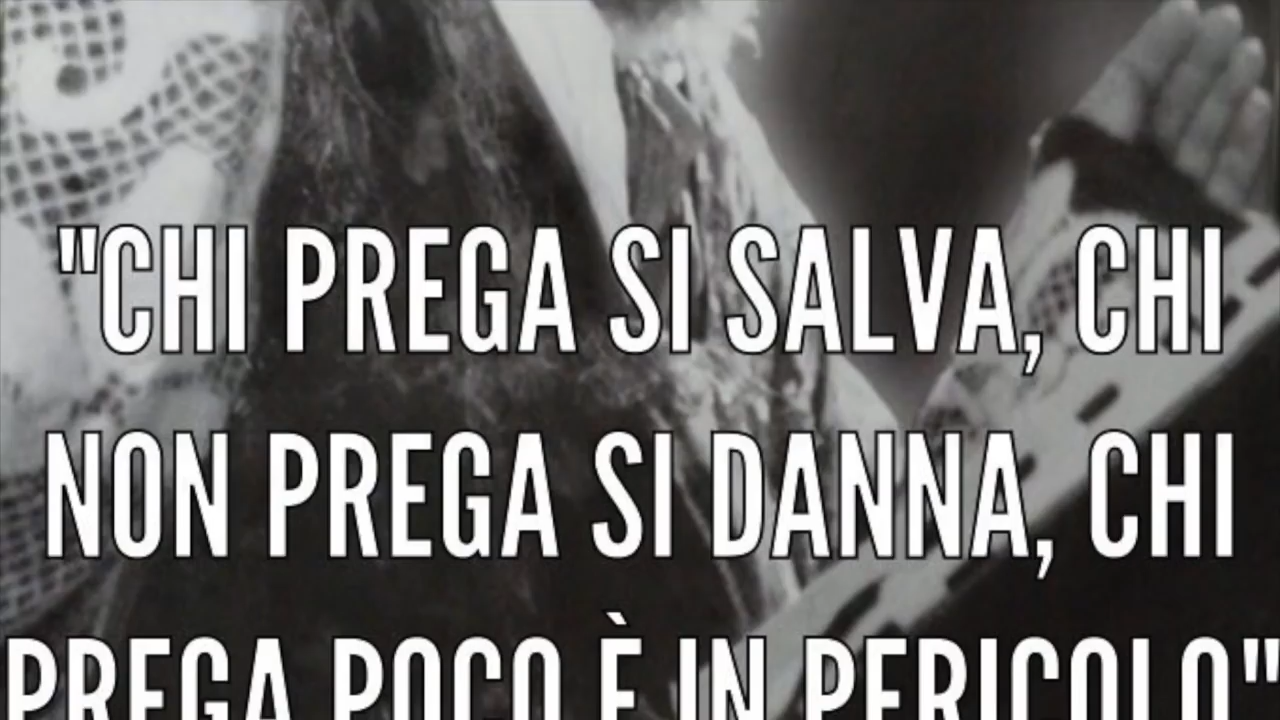 "CHI PREGA SI SALVA, CHI
NON PREGA SI DANNA, CHI
PREGA POCO È IN PERICOLO"